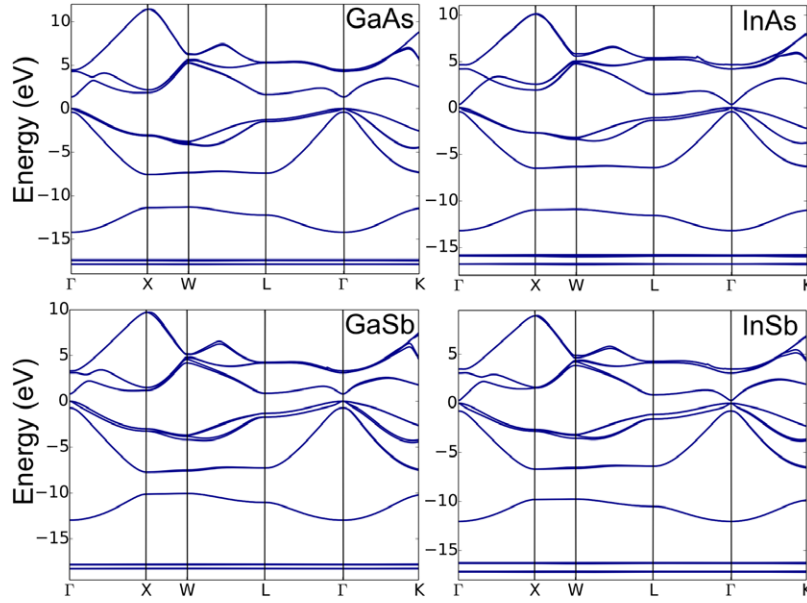 GaAs
InAs
Energy (eV)
10
5
0
−5
−10
−15
Γ X W L Γ K
10
5
0
−5
−10
−15
Γ X W L Γ K
GaSb
InSb
Energy (eV)
10
5
0
−5
−10
−15
Γ X W L Γ K
5
0
−5
−10
−15
Γ X W L Γ K